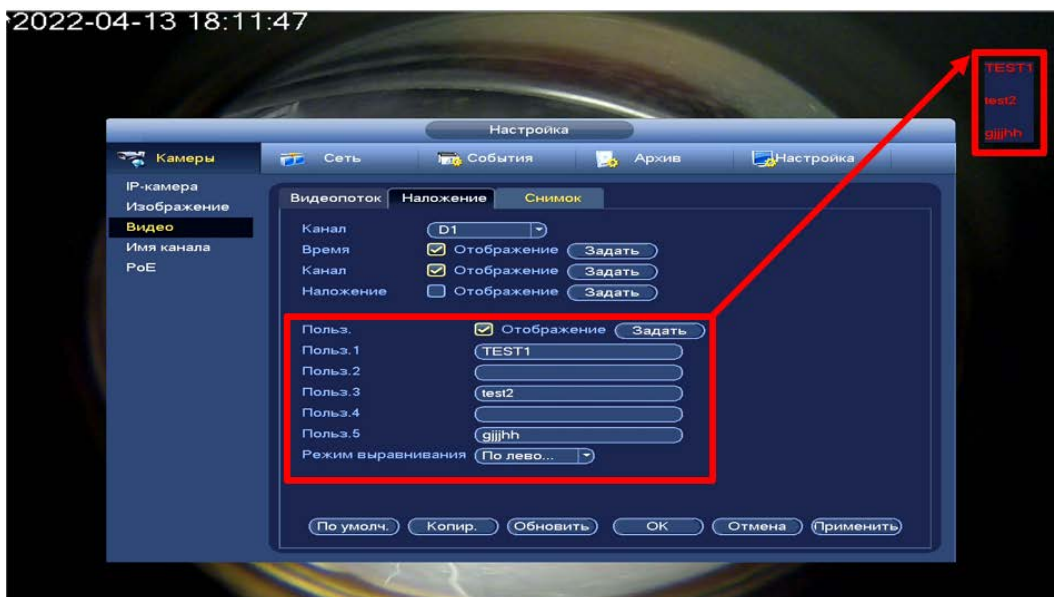 2022-04-13 18:11:47
TEST1
test2
gjjjhh
Настройка
Камеры Сеть События Архив Настройка
IP-камера
Изображение
Видео
Имя канала
PoE
Видеопоток Наложение Снимок
Канал D1
Время Отображение Задать
Канал Отображение Задать
Наложение Отображение Задать
Польз. Отображение Задать
Польз.1 TEST1
Польз.2
Польз.3 test2
Польз.4
Польз.5 gjjjhh
Режим выравнивания По лево...
По умолч. Копир. Обновить ОК Отмена Применить